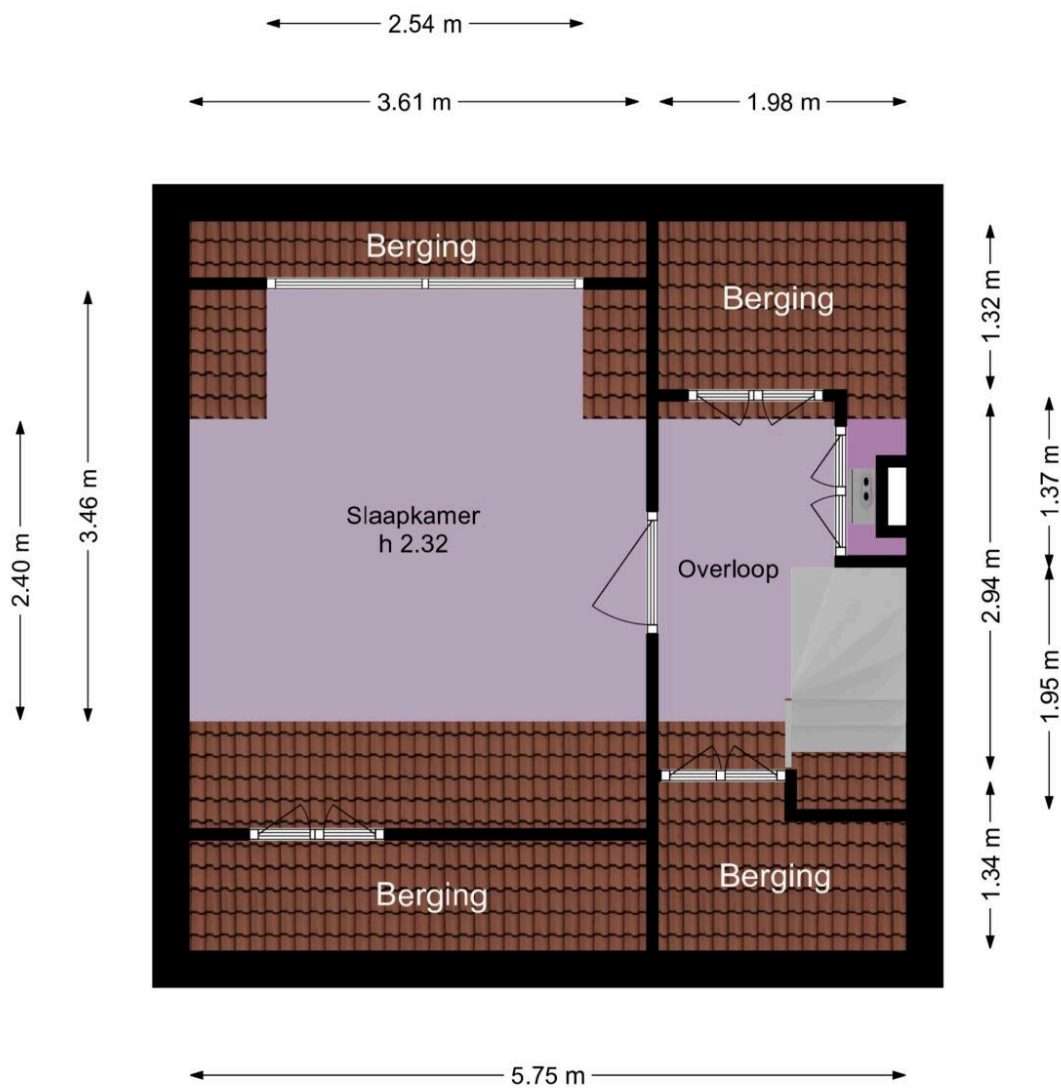 2.54 m
3.61 m
1.98 m
Berging
Berging
1.32 m
3.46 m
2.40 m
Slaapkamer
h 2.32
Overloop
1.37 m
2.94 m
1.95 m
Berging
Berging
1.34 m
5.75 m